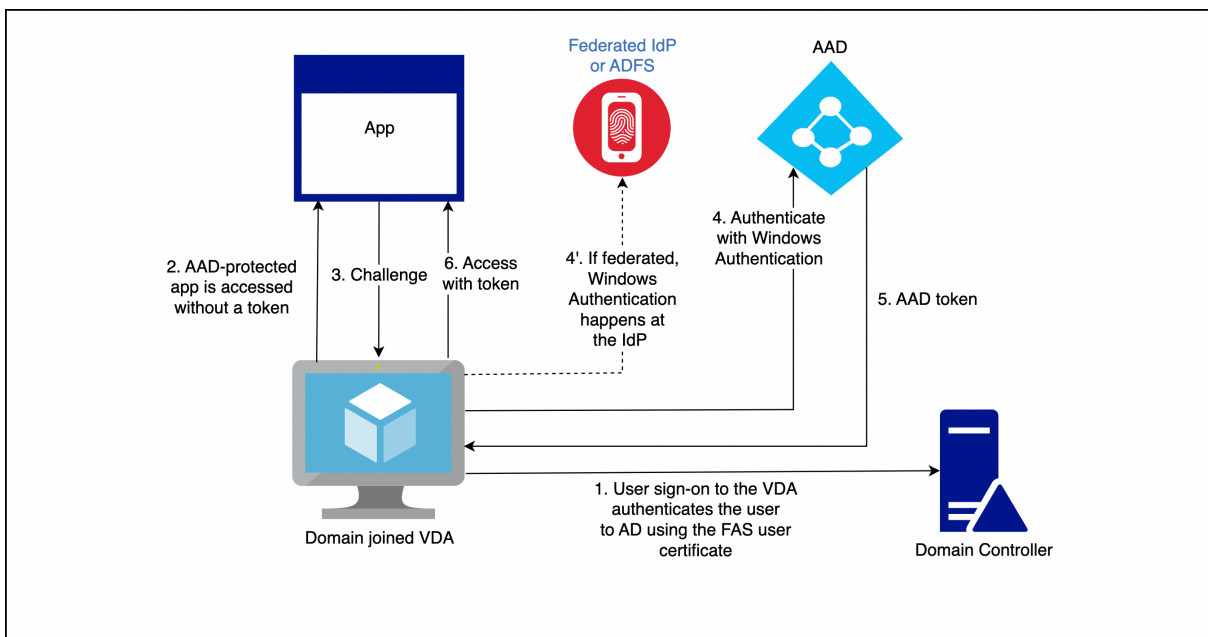 Federated IdP
or ADFS
AAD
App
2. AAD-protected
app is accessed
without a token
3. Challenge
6. Access
with token
4'. If federated,
Windows
Authentication
happens at
the IdP
4. Authenticate
with Windows
Authentication
5. AAD token
1. User sign-on to the VDA
authenticates the user
to AD using the FAS user
certificate
Domain joined VDA
Domain Controller